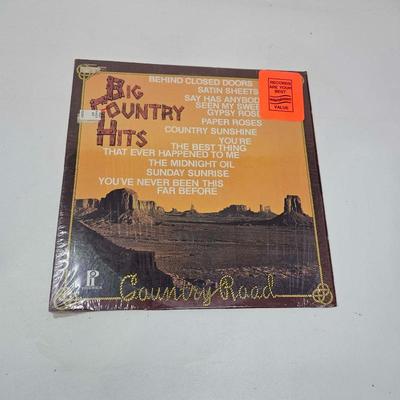 BIG
COUNTRY
HITS
BEHIND CLOSED DOORS
SATIN SHEETS
SAY HAS ANYBOD
SEEN MY SWEE
GYPSY ROSE
PAPER ROSES
COUNTRY SUNSHINE
YOU'RE
THE BEST THING
THAT EVER HAPPENED TO ME
THE MIDNIGHT OIL
SUNDAY SUNRISE
YOU'VE NEVER BEEN THIS
FAR BEFORE
RECORDS
ARE YOUR
BEST
VALUE
Country Road